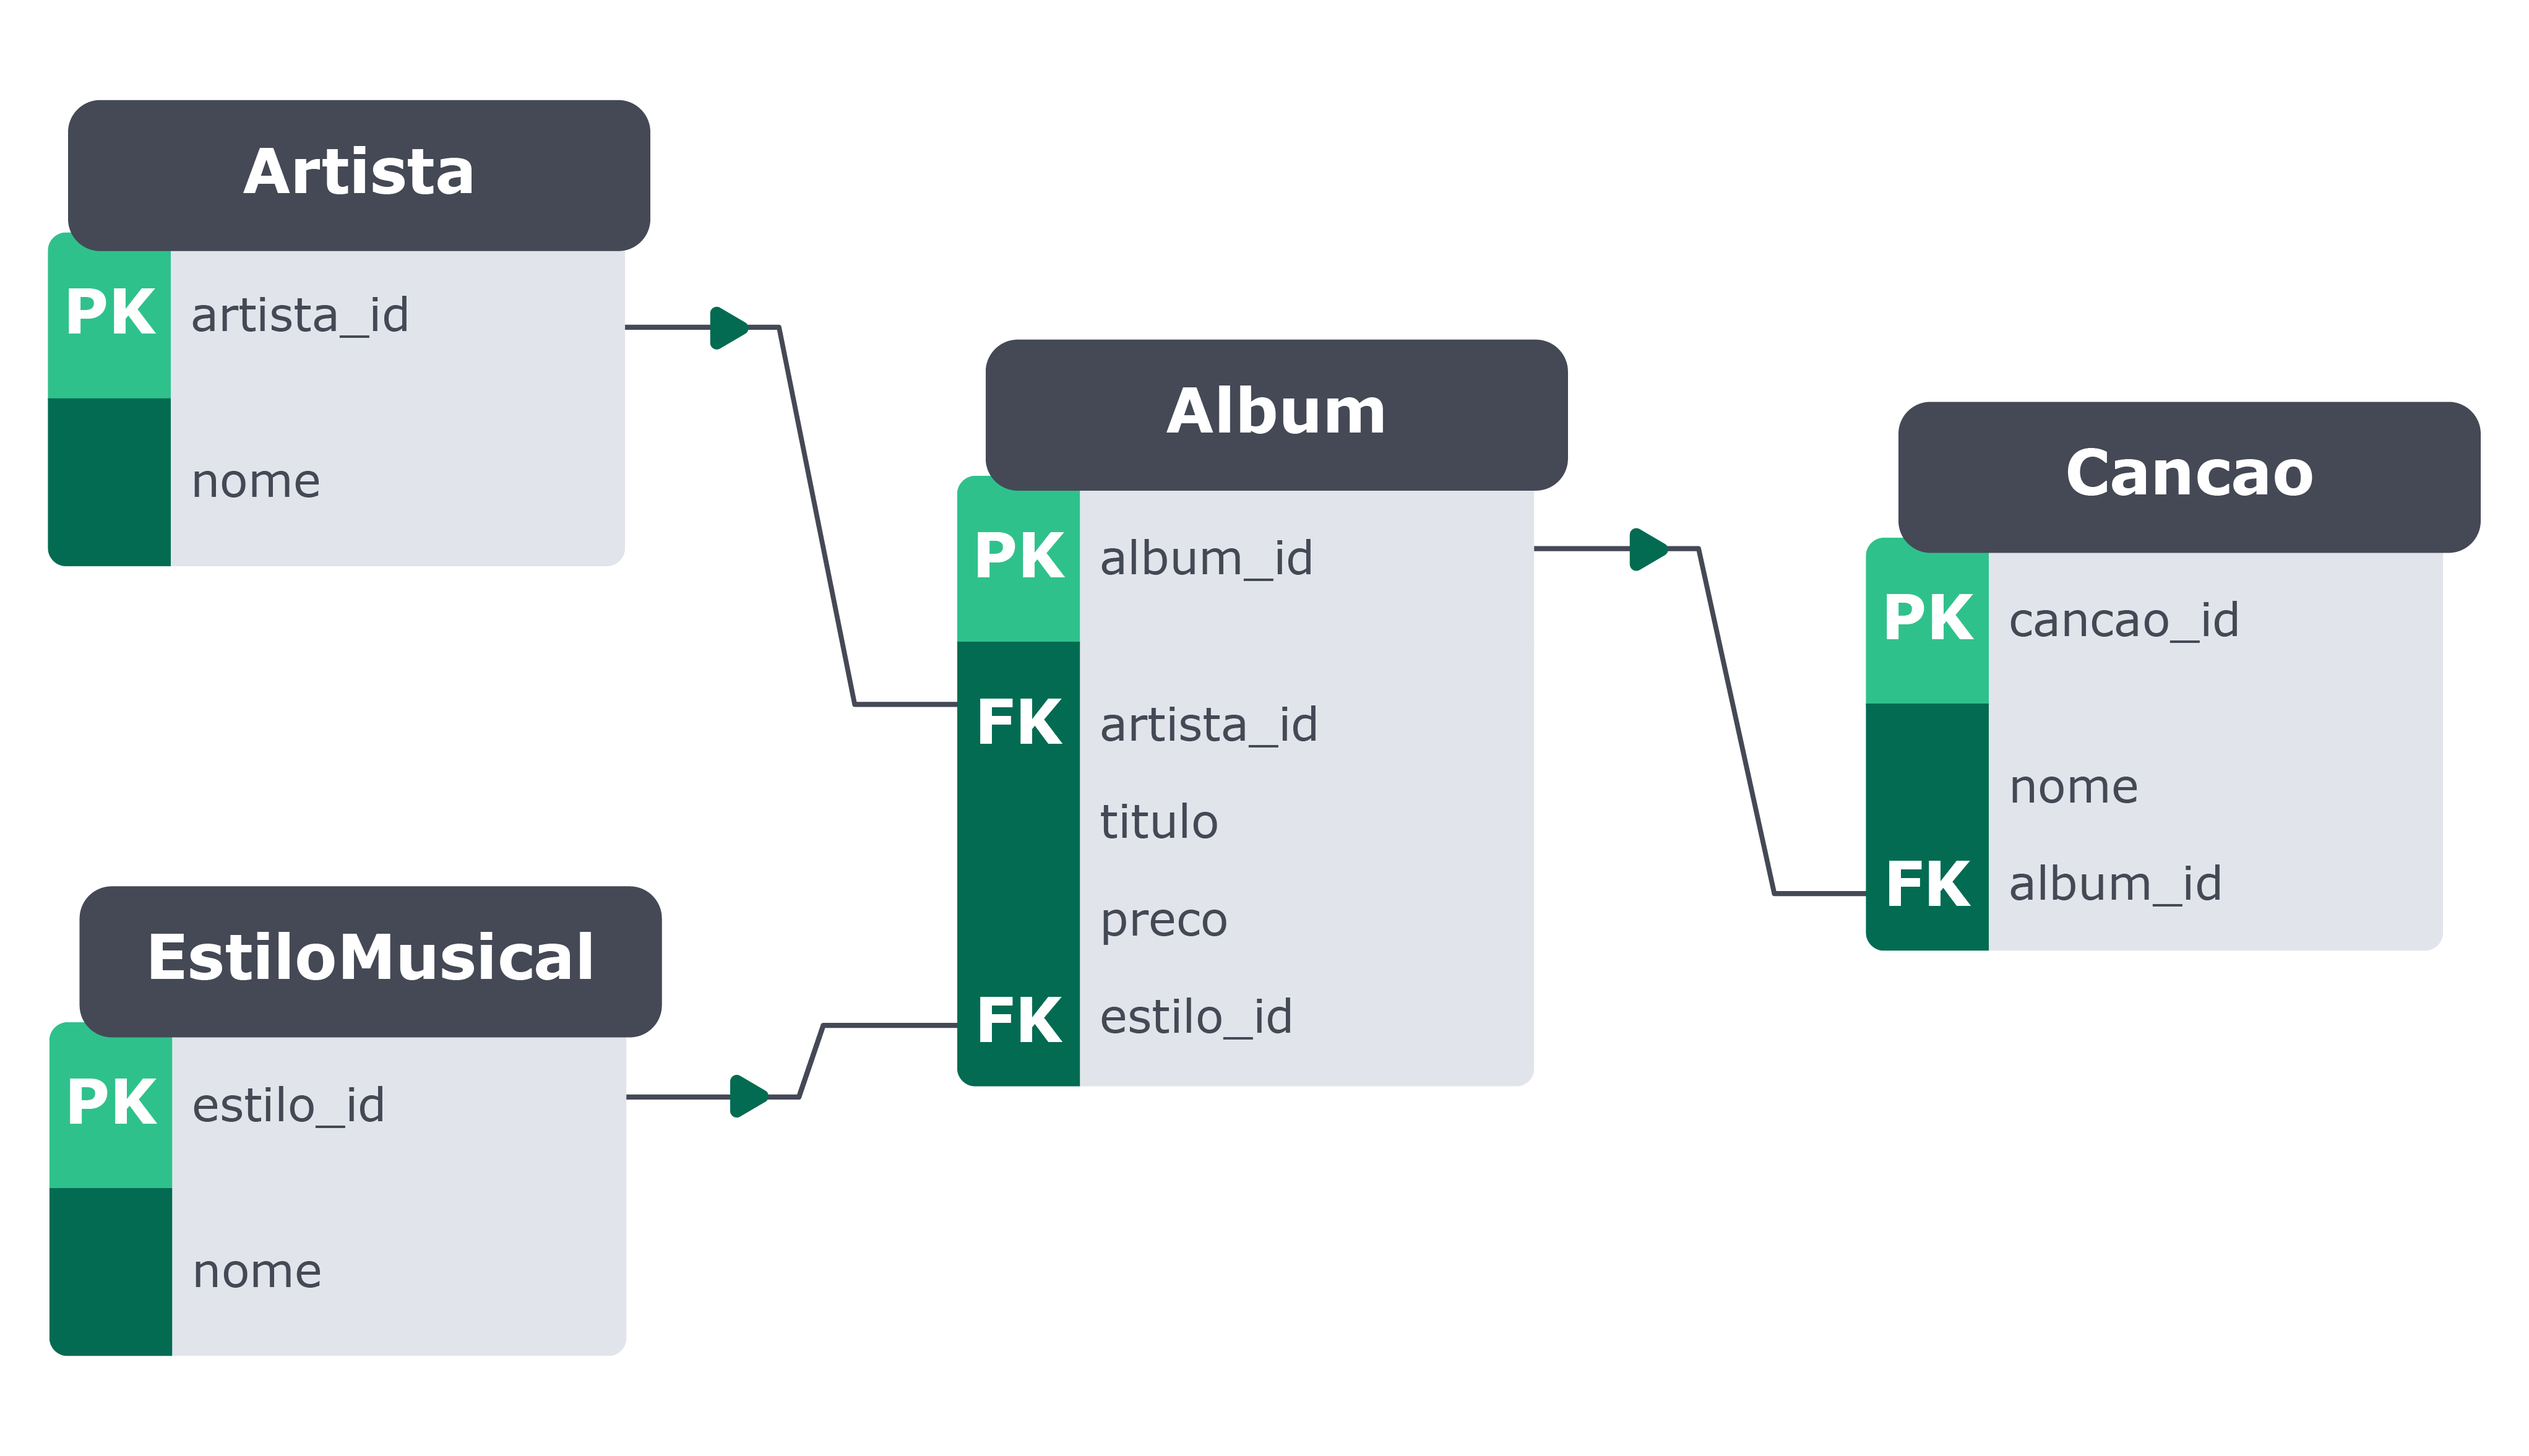 Artista
PK artista_id
nome
EstiloMusical
PK estilo_id
nome
Album
PK album_id
FK artista_id
titulo
preco
FK estilo_id
Cancao
PK cancao_id
nome
FK album_id